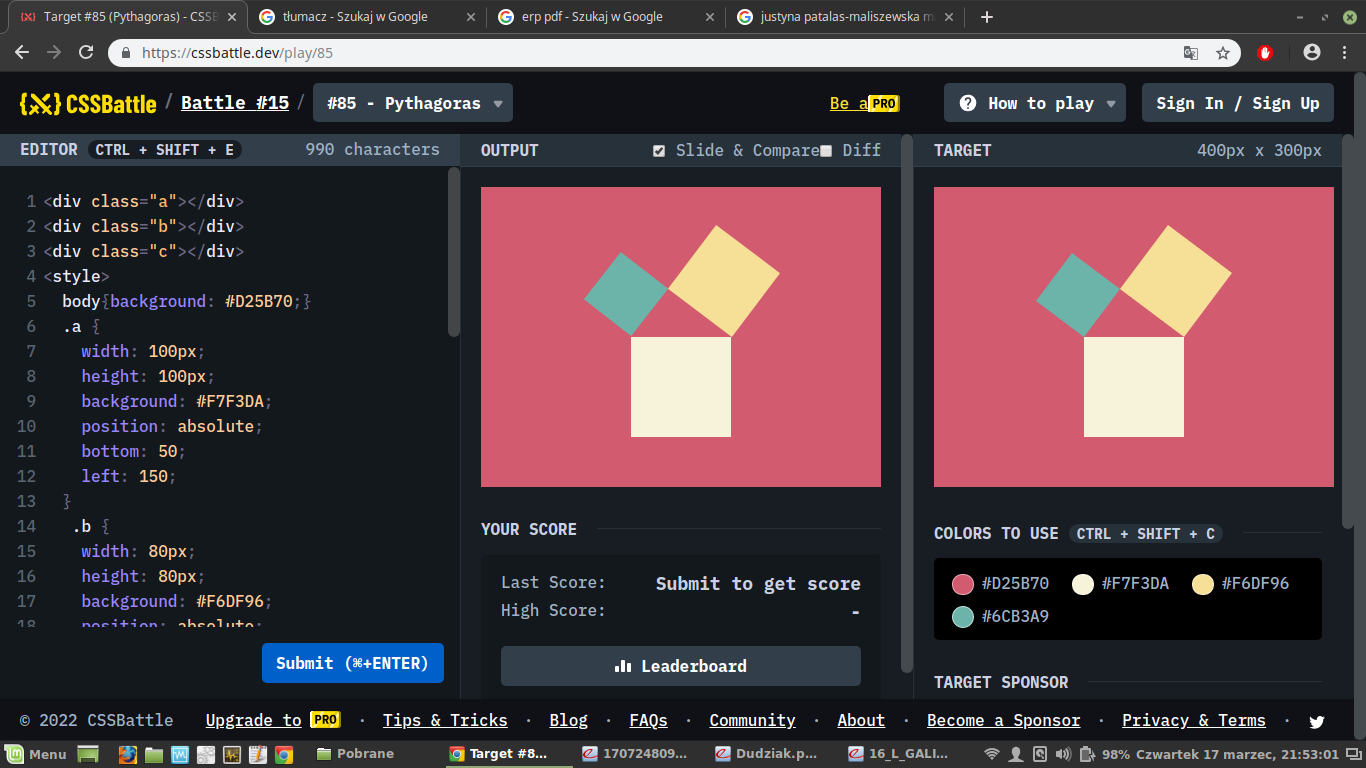 Target #85 (Pythagoras) - CSSB
tłumacz - Szukaj w Google
erp pdf - Szukaj w Google
justyna patalas-maliszewska m
https://cssbattle.dev/play/85
CSSBattle / Battle #15 / #85 - Pythagoras
Be a PRO
How to play
Sign In / Sign Up
EDITOR CTRL + SHIFT + E 990 characters
1 <div class="a"></div>
2 <div class="b"></div>
3 <div class="c"></div>
4 <style>
5 body{background: #D25B70;}
6 .a {
7 width: 100px;
8 height: 100px;
9 background: #F7F3DA;
10 position: absolute;
11 bottom: 50;
12 left: 150;
13 }
14 .b {
15 width: 80px;
16 height: 80px;
17 background: #F6DF96;
18 position: absolute;
Submit (⌘+ENTER)
OUTPUT Slide & Compare Diff
YOUR SCORE
Last Score: Submit to get score
High Score: -
Leaderboard
TARGET 400px x 300px
COLORS TO USE CTRL + SHIFT + C
#D25B70 #F7F3DA #F6DF96
#6CB3A9
TARGET SPONSOR
© 2022 CSSBattle Upgrade to PRO · Tips & Tricks · Blog · FAQs · Community · About · Become a Sponsor · Privacy & Terms ·
Menu Pobrane Target #8... 170724809... Dudziak.p... 16_L_GALI... 98% Czwartek 17 marzec, 21:53:01